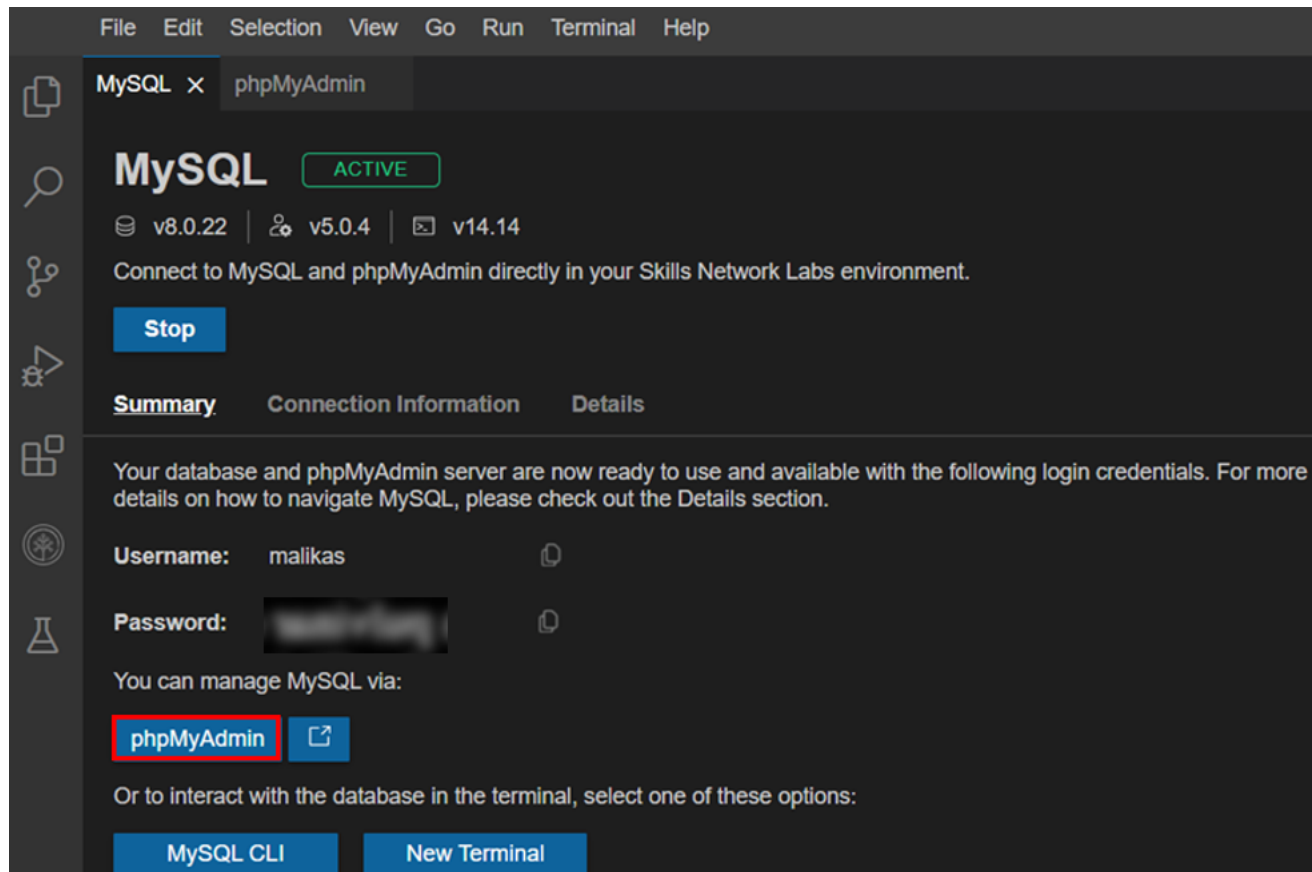 File Edit Selection View Go Run Terminal Help
MySQL phpMyAdmin
MySQL ACTIVE
v8.0.22 v5.0.4 v14.14
Connect to MySQL and phpMyAdmin directly in your Skills Network Labs environment.
Stop
Summary Connection Information Details
Your database and phpMyAdmin server are now ready to use and available with the following login credentials. For more
details on how to navigate MySQL, please check out the Details section.
Username: malikas
Password:
You can manage MySQL via:
phpMyAdmin
Or to interact with the database in the terminal, select one of these options:
MySQL CLI New Terminal